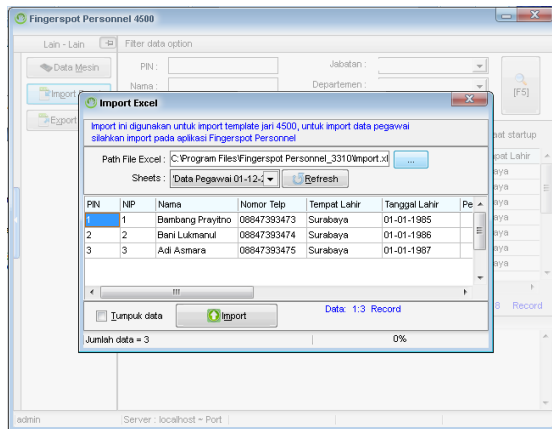 Fingerspot Personnel 4500
Lain - Lain
Filter data option
Data Mesin
PIN :
Jabatan :
Import
Nama :
Departemen :
[F5]
Import Excel
Export
Import ini digunakan untuk import template jari 4500, untuk import data pegawai
silahkan import pada aplikasi Fingerspot Personnel
aat startup
Path File Excel : C:\Program Files\Fingerspot Personnel_3310\Import.xl ...
pat Lahir
Sheets : 'Data Pegawai 01-12-2 Refresh
aya
PIN NIP Nama Nomor Telp Tempat Lahir Tanggal Lahir Pe
aya
1 1 Bambang Prayitno 08847393473 Surabaya 01-01-1985
aya
2 2 Bani Lukmanul 08847393474 Surabaya 01-01-1986
aya
3 3 Adi Asmara 08847393475 Surabaya 01-01-1987
aya
aya
Tumpuk data
Import
Data: 1:3 Record
8 Record
Jumlah data = 3
0%
admin
Server : localhost = Port